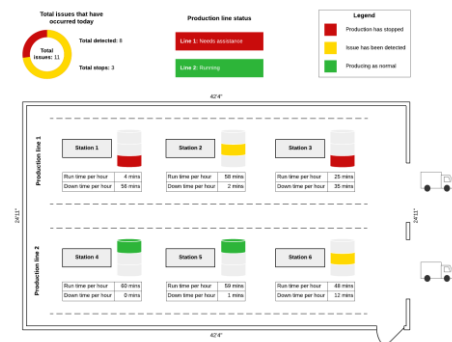 Total issues that have
occurred today
Total
issues: 11
Total detected: 8
Total stops: 3
Production line status
Line 1: Needs assistance
Line 2: Running
Legend
Production has stopped
Issue has been detected
Producing as normal
42'4"
24'11"
24'11"
Production line 1
Station 1
Run time per hour 4 mins
Down time per hour 56 mins
Station 2
Run time per hour 58 mins
Down time per hour 2 mins
Station 3
Run time per hour 25 mins
Down time per hour 35 mins
Production line 2
Station 4
Run time per hour 60 mins
Down time per hour 0 mins
Station 5
Run time per hour 59 mins
Down time per hour 1 mins
Station 6
Run time per hour 48 mins
Down time per hour 12 mins
42'4"